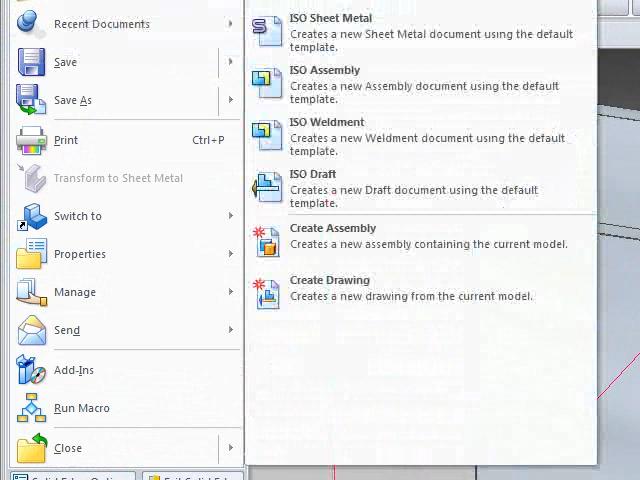 Recent Documents
Save
Save As
Print Ctrl+P
Transform to Sheet Metal
Switch to
Properties
Manage
Send
Add-Ins
Run Macro
Close
ISO Sheet Metal
Creates a new Sheet Metal document using the default
template.
ISO Assembly
Creates a new Assembly document using the default
template.
ISO Weldment
Creates a new Weldment document using the default
template.
ISO Draft
Creates a new Draft document using the default
template.
Create Assembly
Creates a new assembly containing the current model.
Create Drawing
Creates a new drawing from the current model.